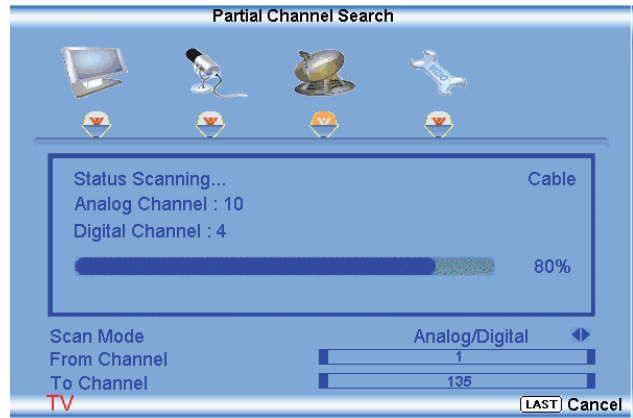 Partial Channel Search
VIZIO
Status Scanning... Cable
Analog Channel : 10
Digital Channel : 4
80%
Scan Mode Analog/Digital
From Channel 1
To Channel 135
TV LAST Cancel